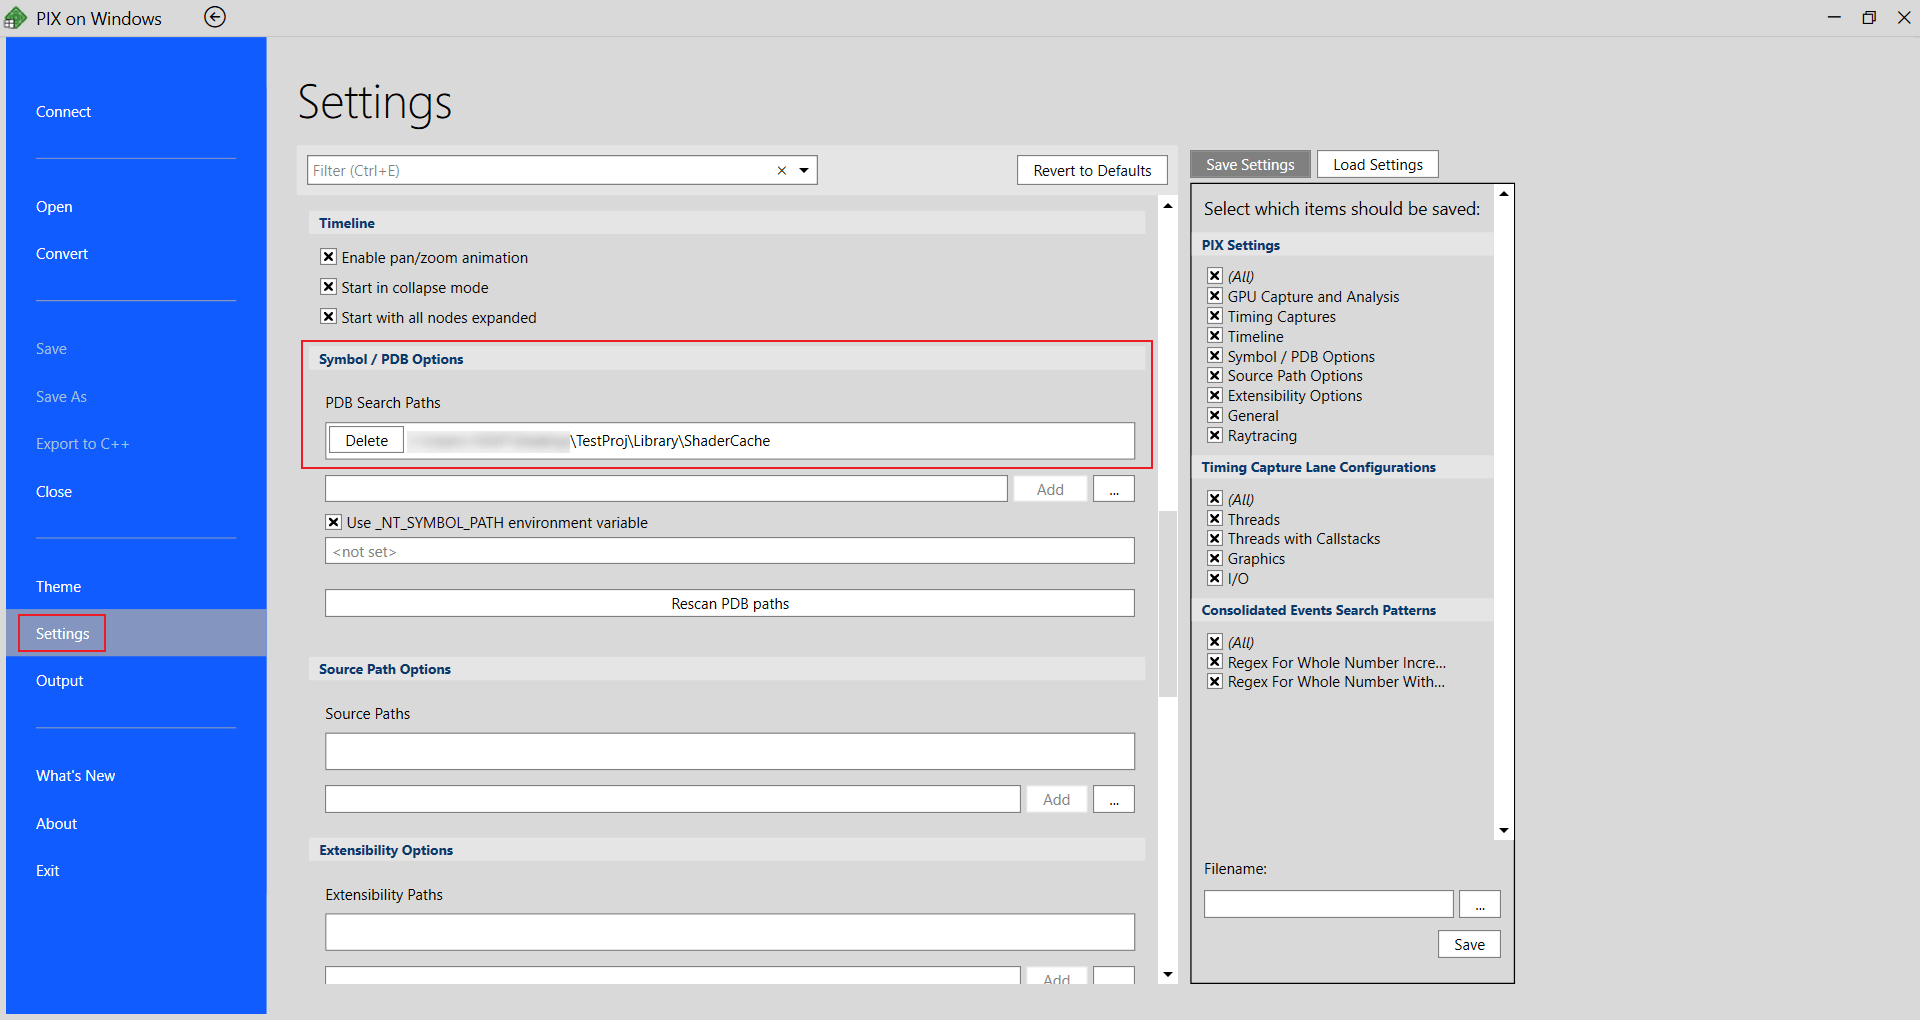 PIX on Windows
Connect
Open
Convert
Save
Save As
Export to C++
Close
Theme
Settings
Output
What's New
About
Exit
Settings
Filter (Ctrl+E)
Revert to Defaults
Timeline
Enable pan/zoom animation
Start in collapse mode
Start with all nodes expanded
Symbol / PDB Options
PDB Search Paths
Delete \TestProj\Library\ShaderCache
Add ...
Use _NT_SYMBOL_PATH environment variable
<not set>
Rescan PDB paths
Source Path Options
Source Paths
Add ...
Extensibility Options
Extensibility Paths
Add
Save Settings Load Settings
Select which items should be saved:
PIX Settings
(All)
GPU Capture and Analysis
Timing Captures
Timeline
Symbol / PDB Options
Source Path Options
Extensibility Options
General
Raytracing
Timing Capture Lane Configurations
(All)
Threads
Threads with Callstacks
Graphics
I/O
Consolidated Events Search Patterns
(All)
Regex For Whole Number Incre...
Regex For Whole Number With...
Filename:
...
Save